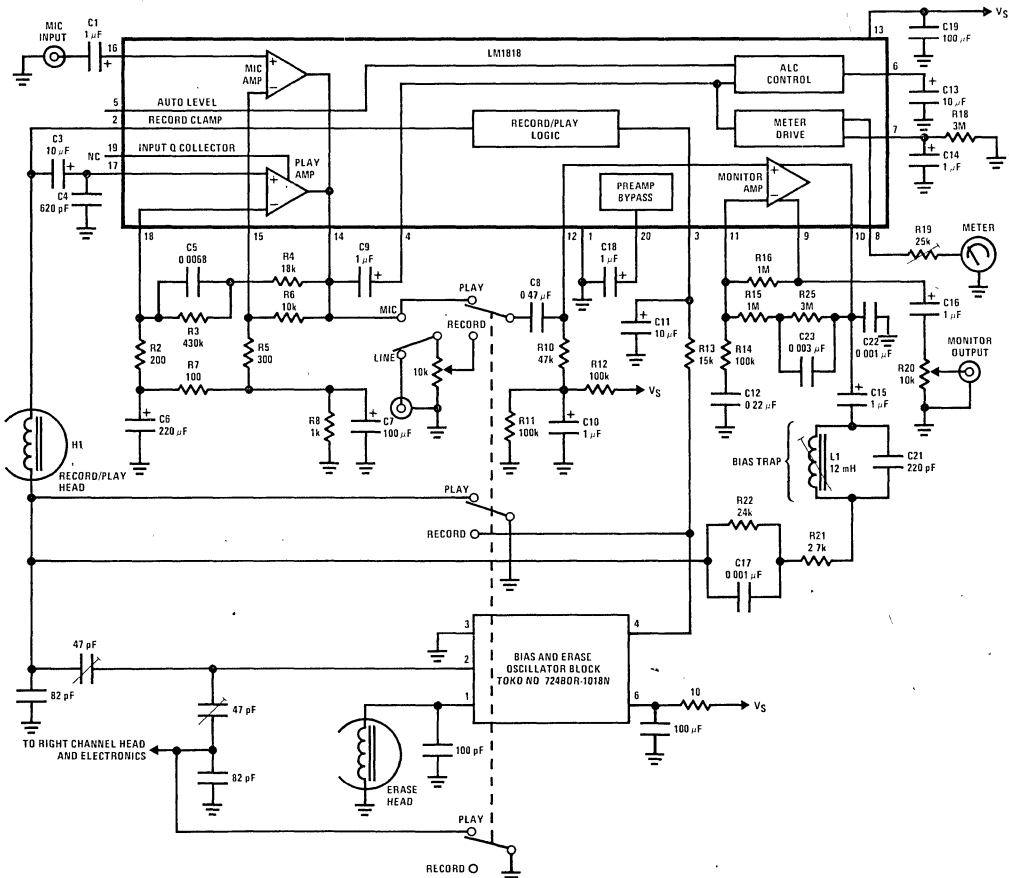 MIC INPUT
C1
1 μF
+
16
13
VS
C19
100 μF
LM1818
+
−
MIC AMP
ALC CONTROL
6
+
C13
10 μF
5
AUTO LEVEL
2
RECORD CLAMP
RECORD/PLAY LOGIC
METER DRIVE
7
R18
3M
+
C14
1 μF
C3
10 μF
+
NC
19
INPUT Q COLLECTOR
17
PLAY AMP
+
−
C4
620 pF
PREAMP BYPASS
MONITOR AMP
+
−
18
15
14
4
12
1
20
3
11
9
10
8
C5
0 0068
R4
18k
C9
1 μF
+
C18
1 μF
+
R19
25k
METER
R3
430k
R6
10k
MIC
PLAY
C8
0 47 μF
R16
1M
R15
1M
R25
3M
C16
1 μF
+
R2
200
R7
100
R5
300
LINE
RECORD
10k
R10
47k
R12
100k
VS
C11
10 μF
+
R13
15k
R14
100k
C23
0 003 μF
C22
0 001 μF
R20
10k
MONITOR OUTPUT
+
C6
220 μF
R8
1k
+
C7
100 μF
R11
100k
+
C10
1 μF
C12
0 22 μF
+
C15
1 μF
H1
RECORD/PLAY HEAD
BIAS TRAP
L1
12 mH
C21
220 pF
PLAY
RECORD
R22
24k
C17
0 001 μF
R21
2 7k
47 pF
82 pF
3
2
1
BIAS AND ERASE
OSCILLATOR BLOCK
TOKO NO 724BOR-1018N
4
6
10
VS
100 μF
47 pF
TO RIGHT CHANNEL HEAD
AND ELECTRONICS
82 pF
100 pF
ERASE HEAD
PLAY
RECORD